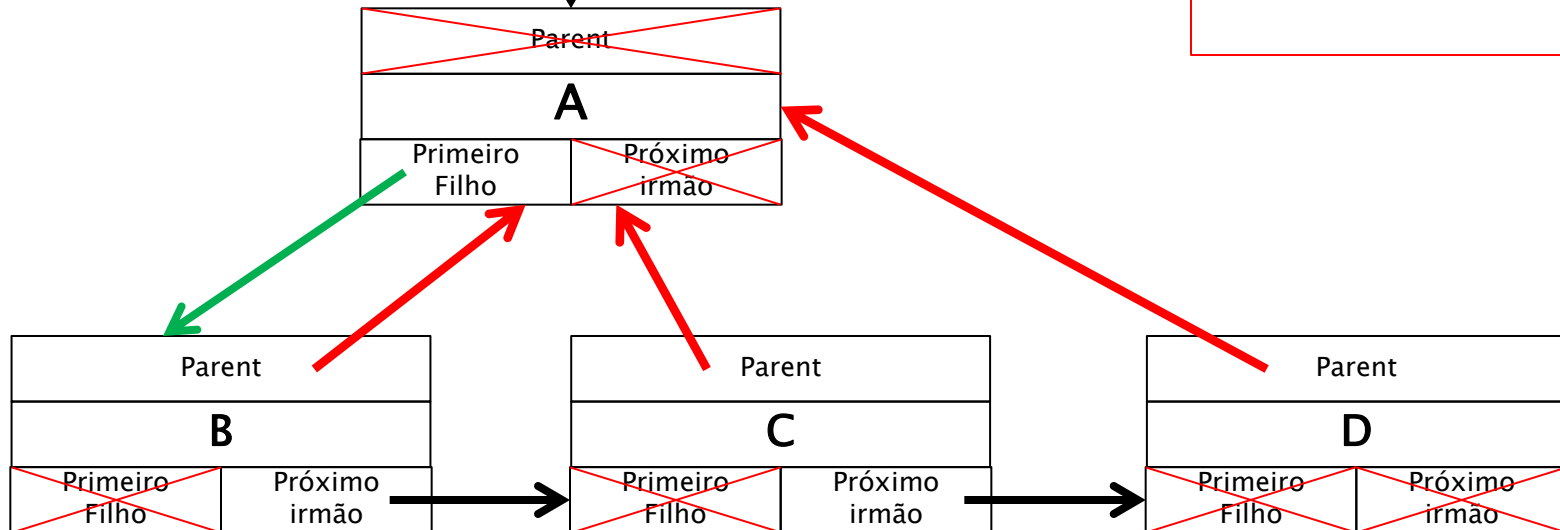 Parent
A
Primeiro
Filho
Próximo
irmão
Parent
B
Primeiro
Filho
Próximo
irmão
Parent
C
Primeiro
Filho
Próximo
irmão
Parent
D
Primeiro
Filho
Próximo
irmão